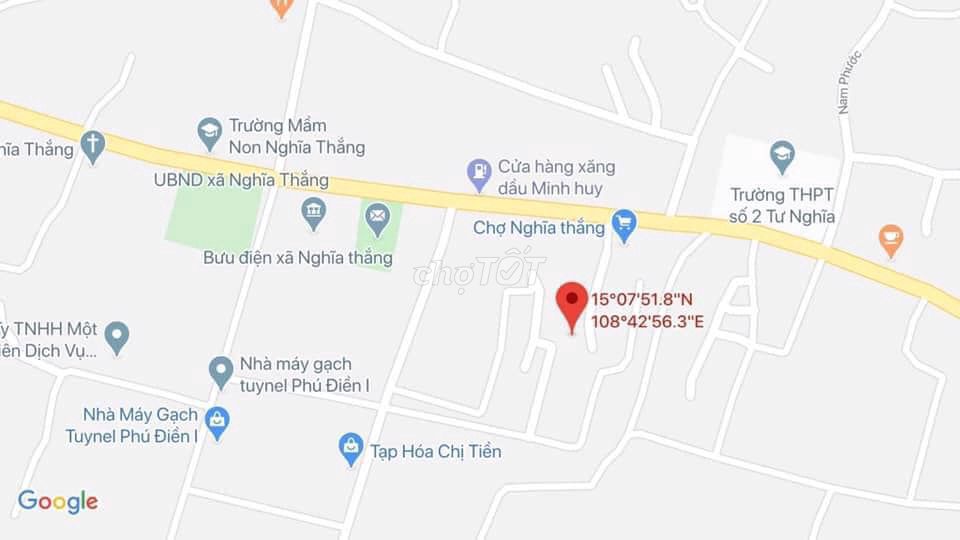 Nam Phước
Trường Mầm
Non Nghĩa Thắng
hĩa Thắng
UBND xã Nghĩa Thắng
Cửa hàng xăng
dầu Minh huy
Trường THPT
số 2 Tư Nghĩa
Chợ Nghĩa thắng
Bưu điện xã Nghĩa thắng
chợTỐT
15°07'51.8"N
108°42'56.3"E
Ty TNHH Một
iên Dịch Vụ...
Nhà máy gạch
tuynel Phú Điền I
Nhà Máy Gạch
Tuynel Phú Điền I
Tạp Hóa Chị Tiền
Google